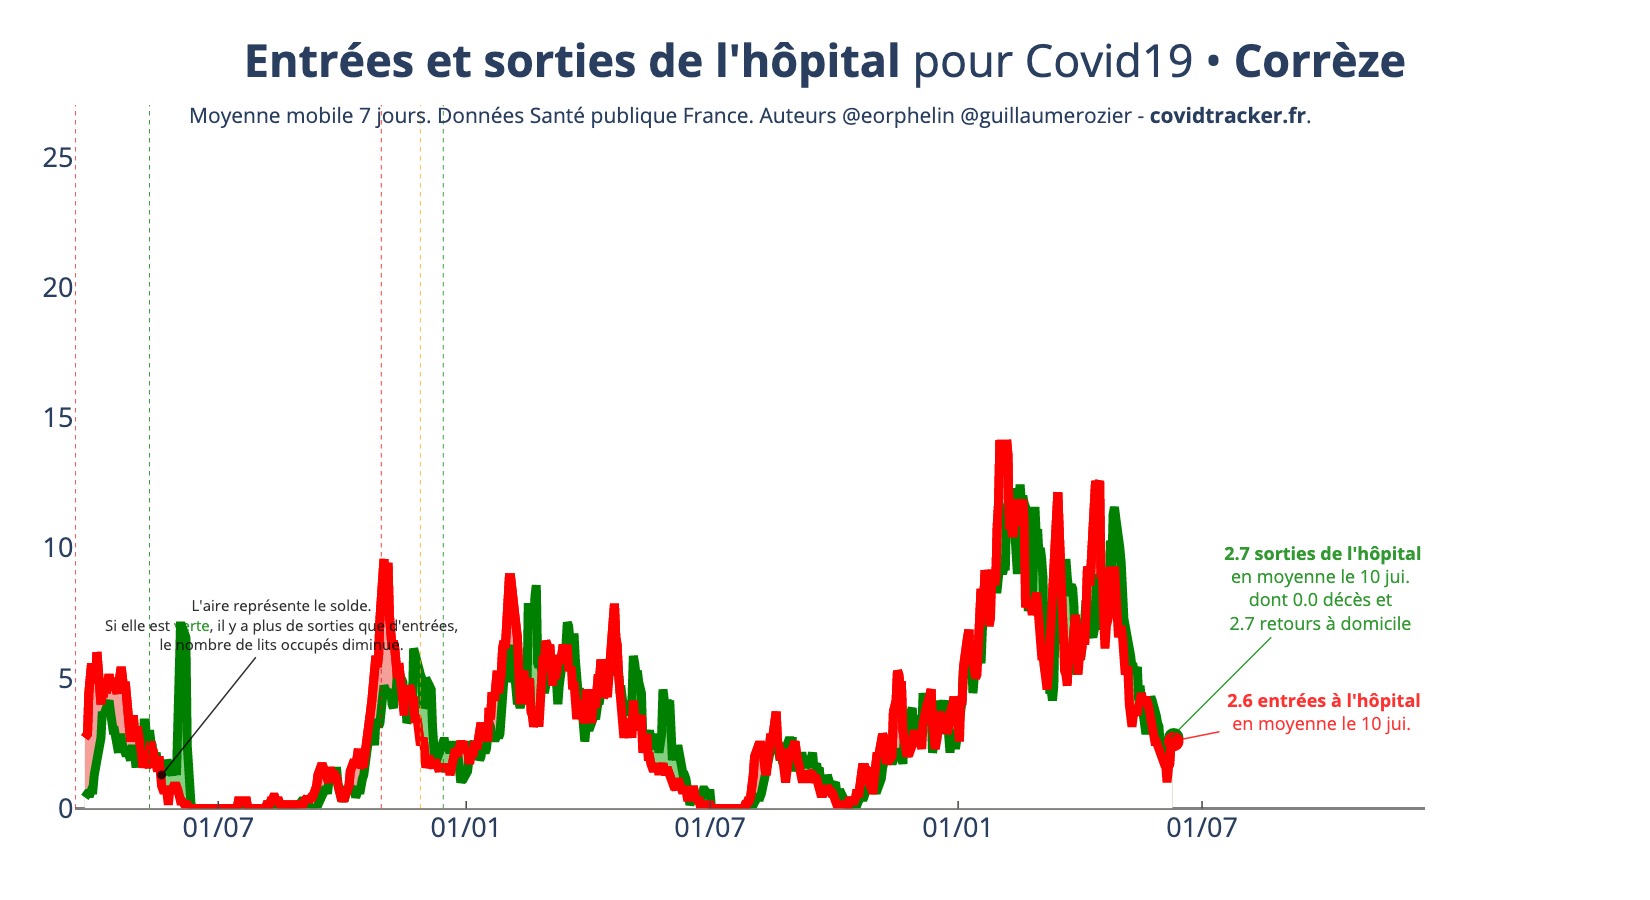 Entrées et sorties de l'hôpital pour Covid19 • Corrèze
Moyenne mobile 7 jours. Données Santé publique France. Auteurs @eorphelin @guillaumerozier - covidtracker.fr.
25
20
15
10
5
0
L'aire représente le solde.
Si elle est verte, il y a plus de sorties que d'entrées,
le nombre de lits occupés diminue.
2.7 sorties de l'hôpital
en moyenne le 10 jui.
dont 0.0 décès et
2.7 retours à domicile
2.6 entrées à l'hôpital
en moyenne le 10 jui.
01/07
01/01
01/07
01/01
01/07